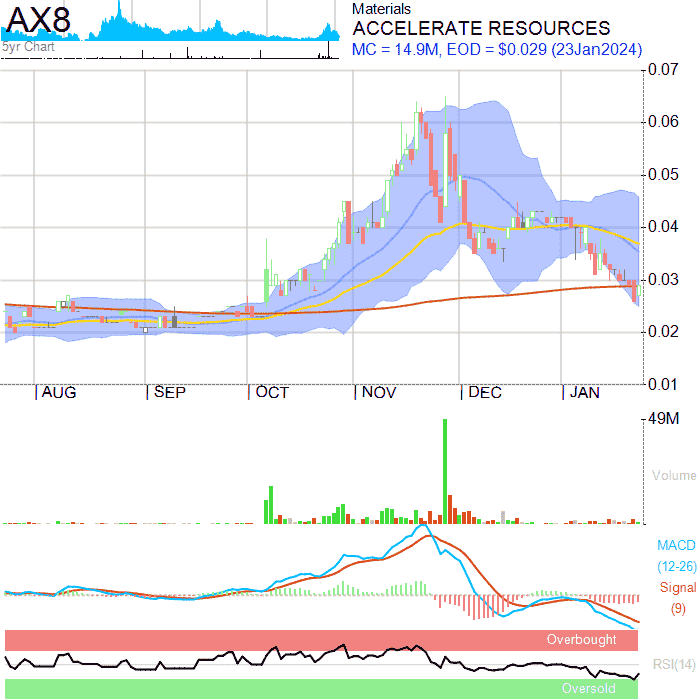 AX8
5yr Chart
Materials
ACCELERATE RESOURCES
MC = 14.9M, EOD = $0.029 (23Jan2024)
0.07
0.06
0.05
0.04
0.03
0.02
0.01
AUG SEP OCT NOV DEC JAN
49M
Volume
MACD
(12-26)
Signal
(9)
Overbought
RSI(14)
Oversold